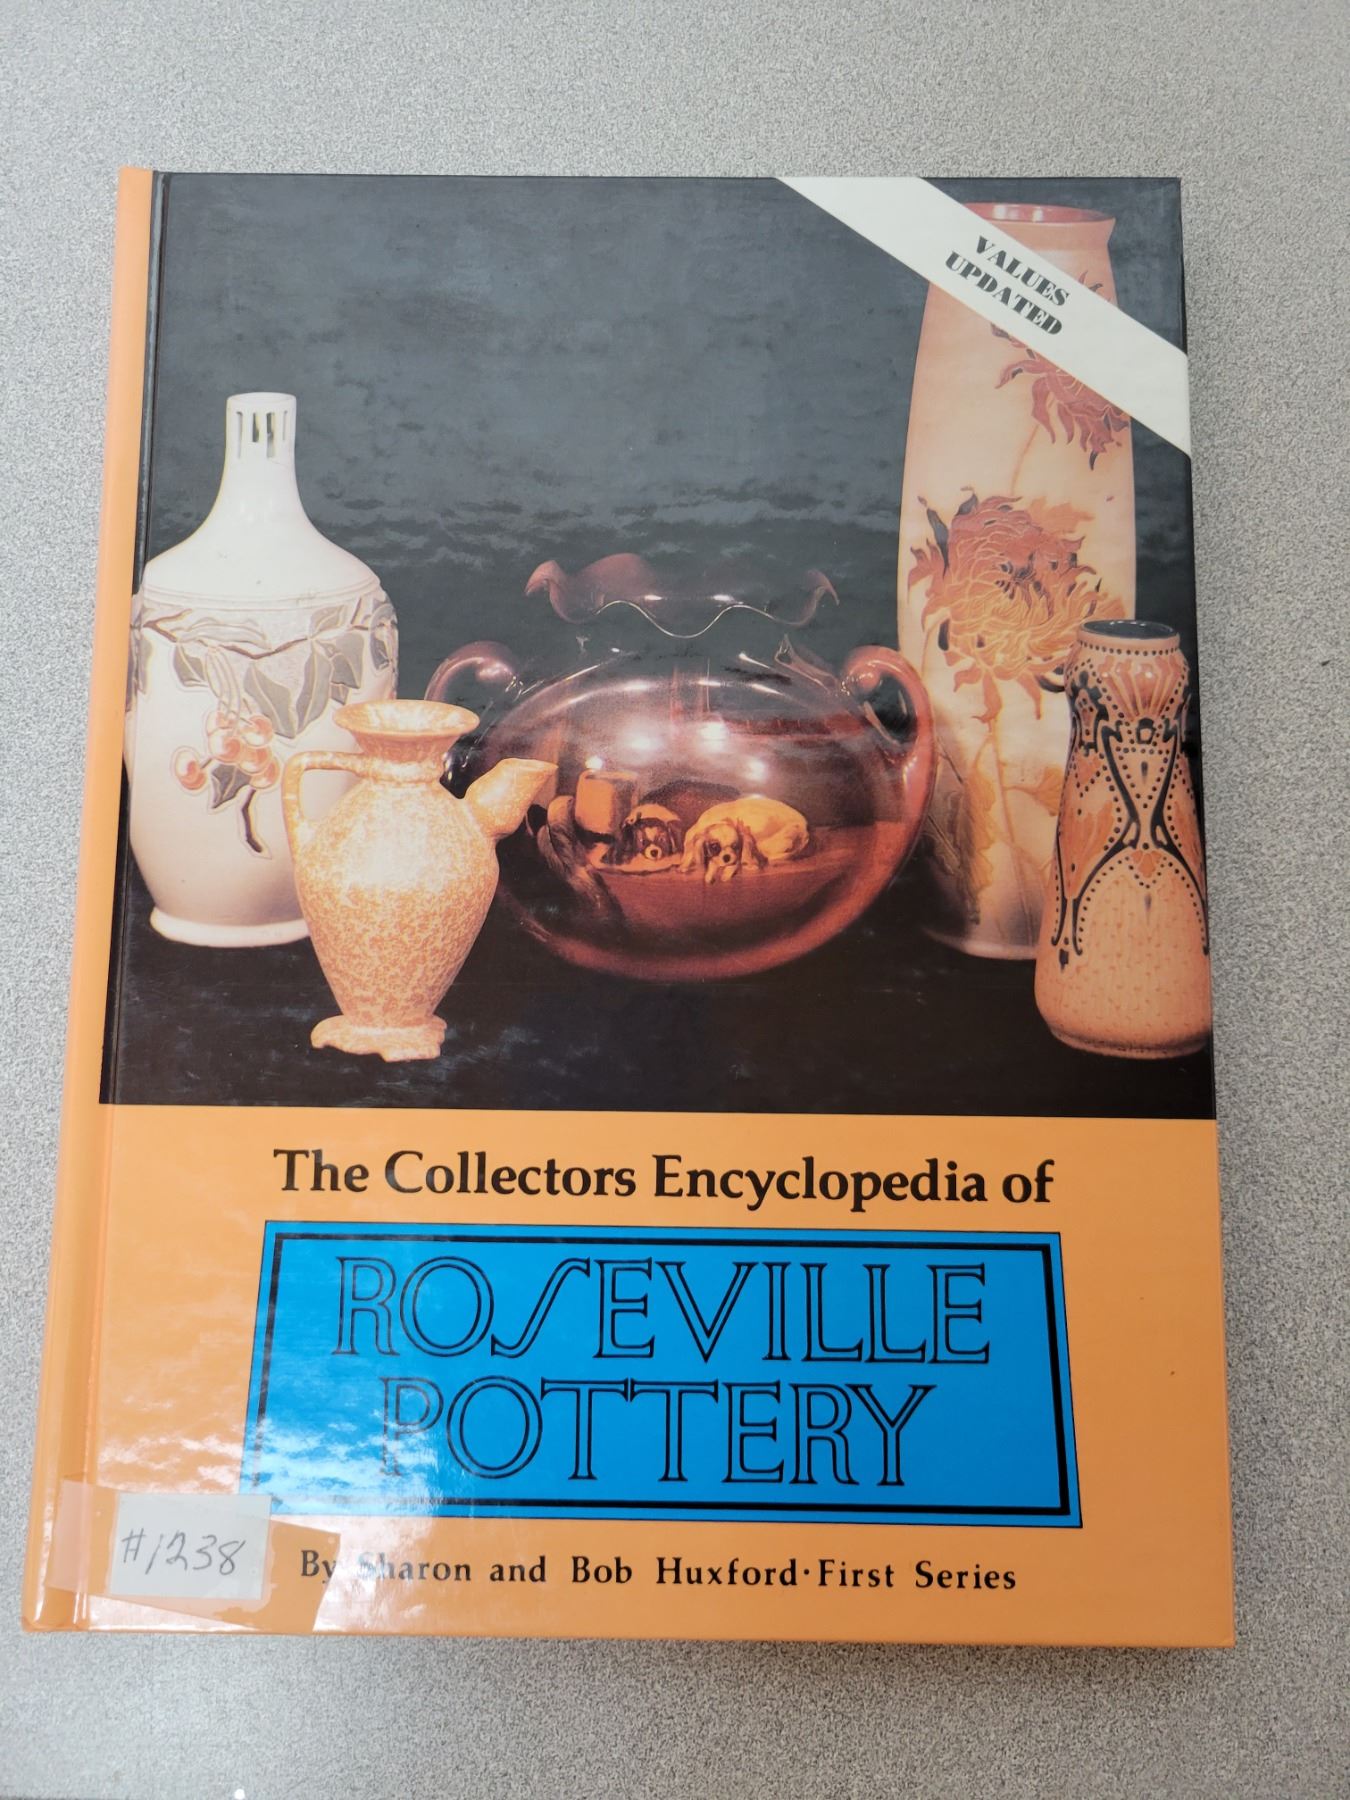 VALUES
UPDATED
The Collectors Encyclopedia of
ROSEVILLE
POTTERY
#1238
By Sharon and Bob Huxford · First Series